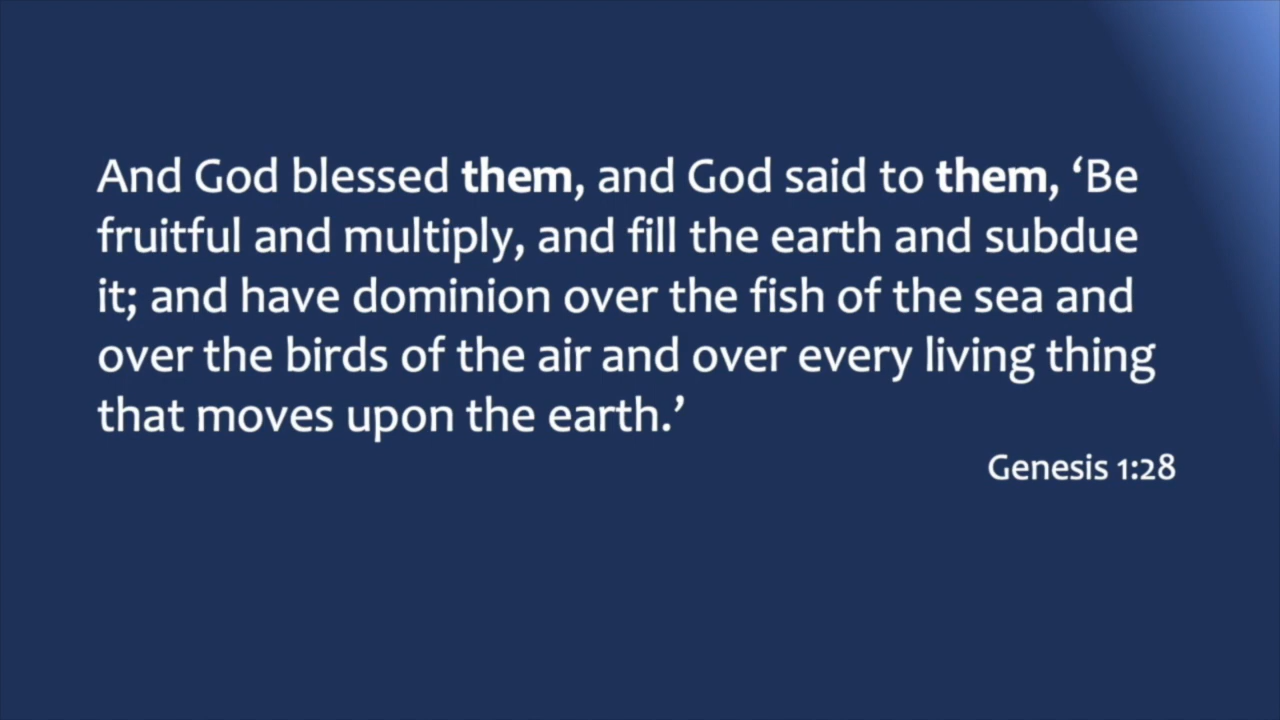 And God blessed them, and God said to them, ‘Be
fruitful and multiply, and fill the earth and subdue
it; and have dominion over the fish of the sea and
over the birds of the air and over every living thing
that moves upon the earth.’
Genesis 1:28